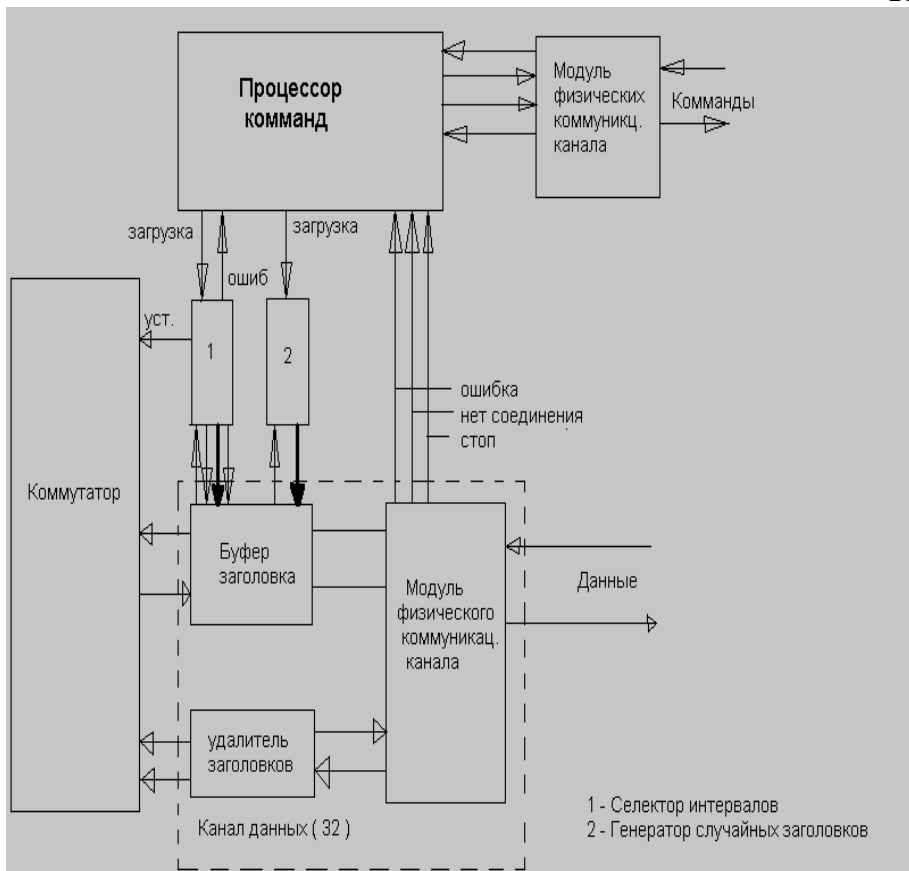 Процессор
комманд
Модуль
физических
коммуникц.
канала
Комманды
загрузка
ошиб
загрузка
уст.
1
2
ошибка
нет соединения
стоп
Коммутатор
Буфер
заголовка
Модуль
физического
коммуникац.
канала
Данные
удалитель
заголовков
Канал данных ( 32 )
1 - Селектор интервалов
2 - Генератор случайных заголовков